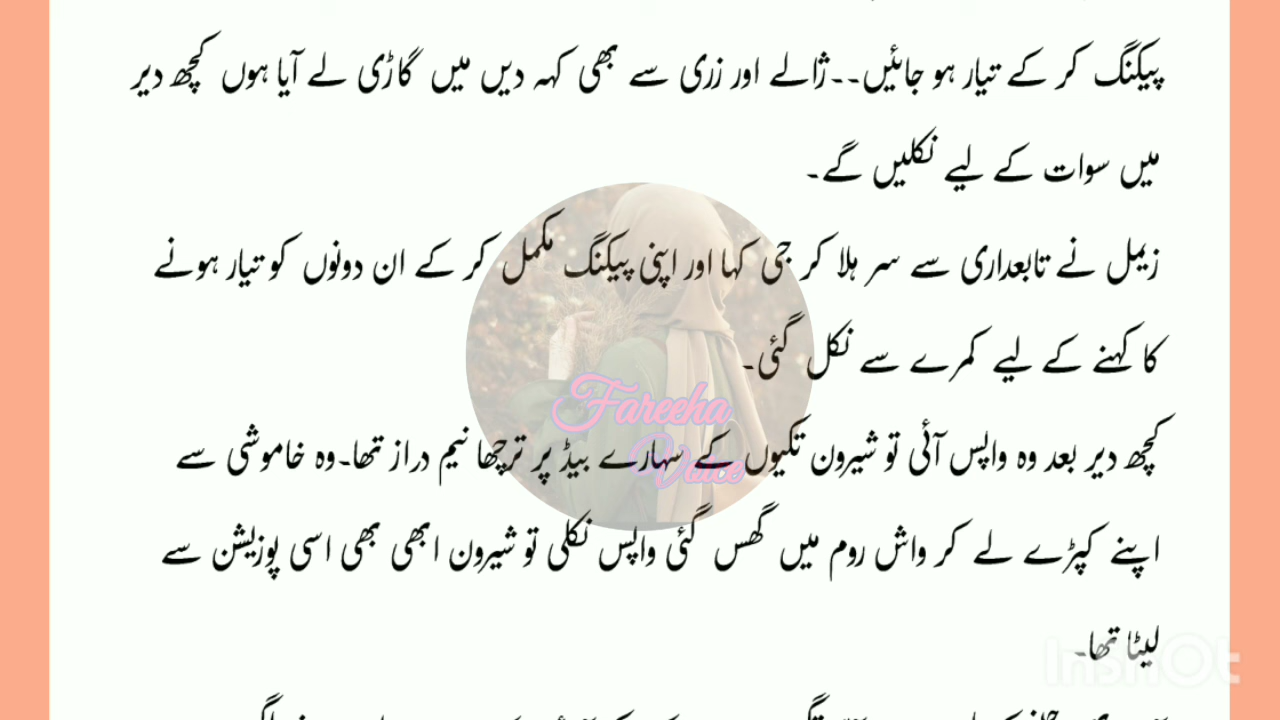 پیکنگ کر کے تیار ہو جائیں۔۔ژالے اور زری سے بھی کہہ دیں میں گاڑی لے آیا ہوں کچھ دیر
میں سوات کے لیے نکلیں گے۔
زیمل نے تابعداری سے سر ہلا کر جی کہا اور اپنی پیکنگ مکمل کر کے ان دونوں کو تیار ہونے
کا کہنے کے لیے کمرے سے نکل گئی۔
Fareeha
Voice
کچھ دیر بعد وہ واپس آئی تو شیرون تکیوں کے سہارے بیڈ پر ترچھا نیم دراز تھا۔وہ خاموشی سے
اپنے کپڑے لے کر واش روم میں گھس گئی واپس نکلی تو شیرون ابھی بھی اسی پوزیشن سے
لیٹا تھا۔
InShOt